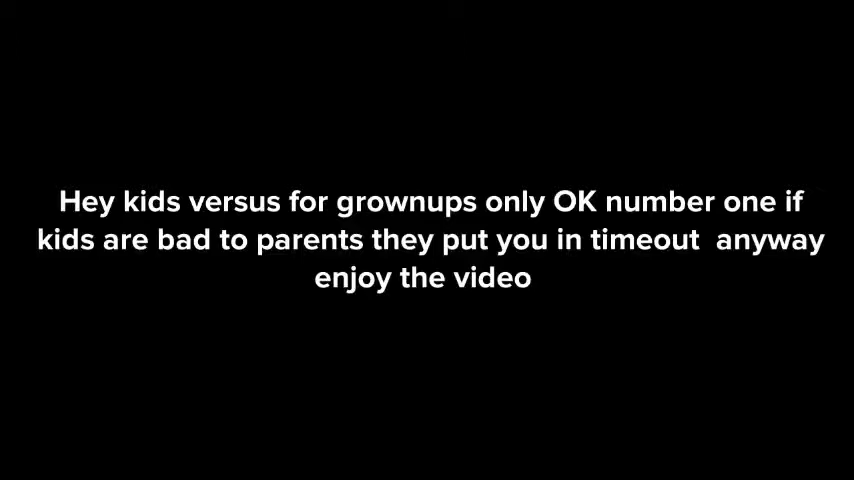 Hey kids versus for grownups only OK number one if
kids are bad to parents they put you in timeout  anyway
enjoy the video